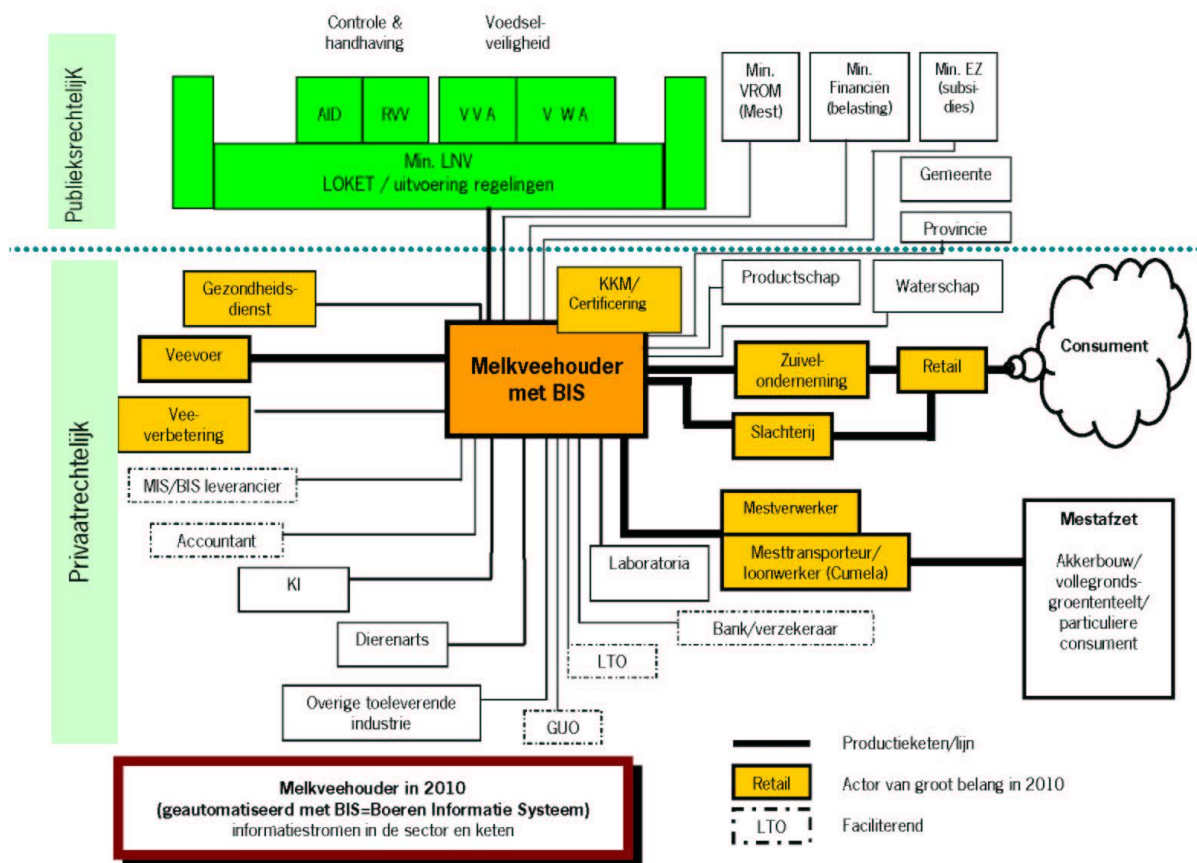 Controle &
handhaving
Voedsel-
veiligheid
PublieksrechtelijK
AID
RVV
V V A
V W A
Min. LNV
LOKET / uitvoering regelingen
Min.
VROM
(Mest)
Min.
Financiën
(belasting)
Min. EZ
(subsi-
dies)
Gemeente
Provincie
Privaatrechtelijk
Gezondheids-
dienst
KKM/
Certificering
Productschap
Waterschap
Veevoer
Melkveehouder
met BIS
Zuivel-
onderneming
Retail
Consument
Vee-
verbetering
Slachterij
MIS/BIS leverancier
Accountant
KI
Dierenarts
Overige toeleverende
industrie
GUO
LTO
Laboratoria
Bank/verzekeraar
Mestverwerker
Mesttransporteur/
loonwerker (Cumela)
Mestafzet
Akkerbouw/
vollegronds-
groententeelt/
particuliere
consument
Melkveehouder in 2010
(geautomatiseerd met BIS=Boeren Informatie Systeem)
informatiestromen in de sector en keten
Productieketen/lijn
Retail
Actor van groot belang in 2010
LTO
Faciliterend